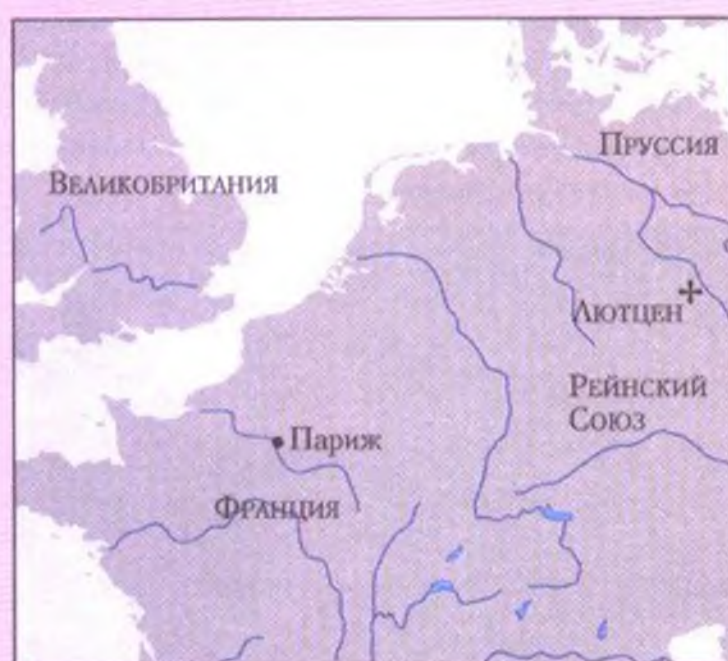 Пруссия
Великобритания
Лютцен
Рейнский
Союз
Париж
Франция